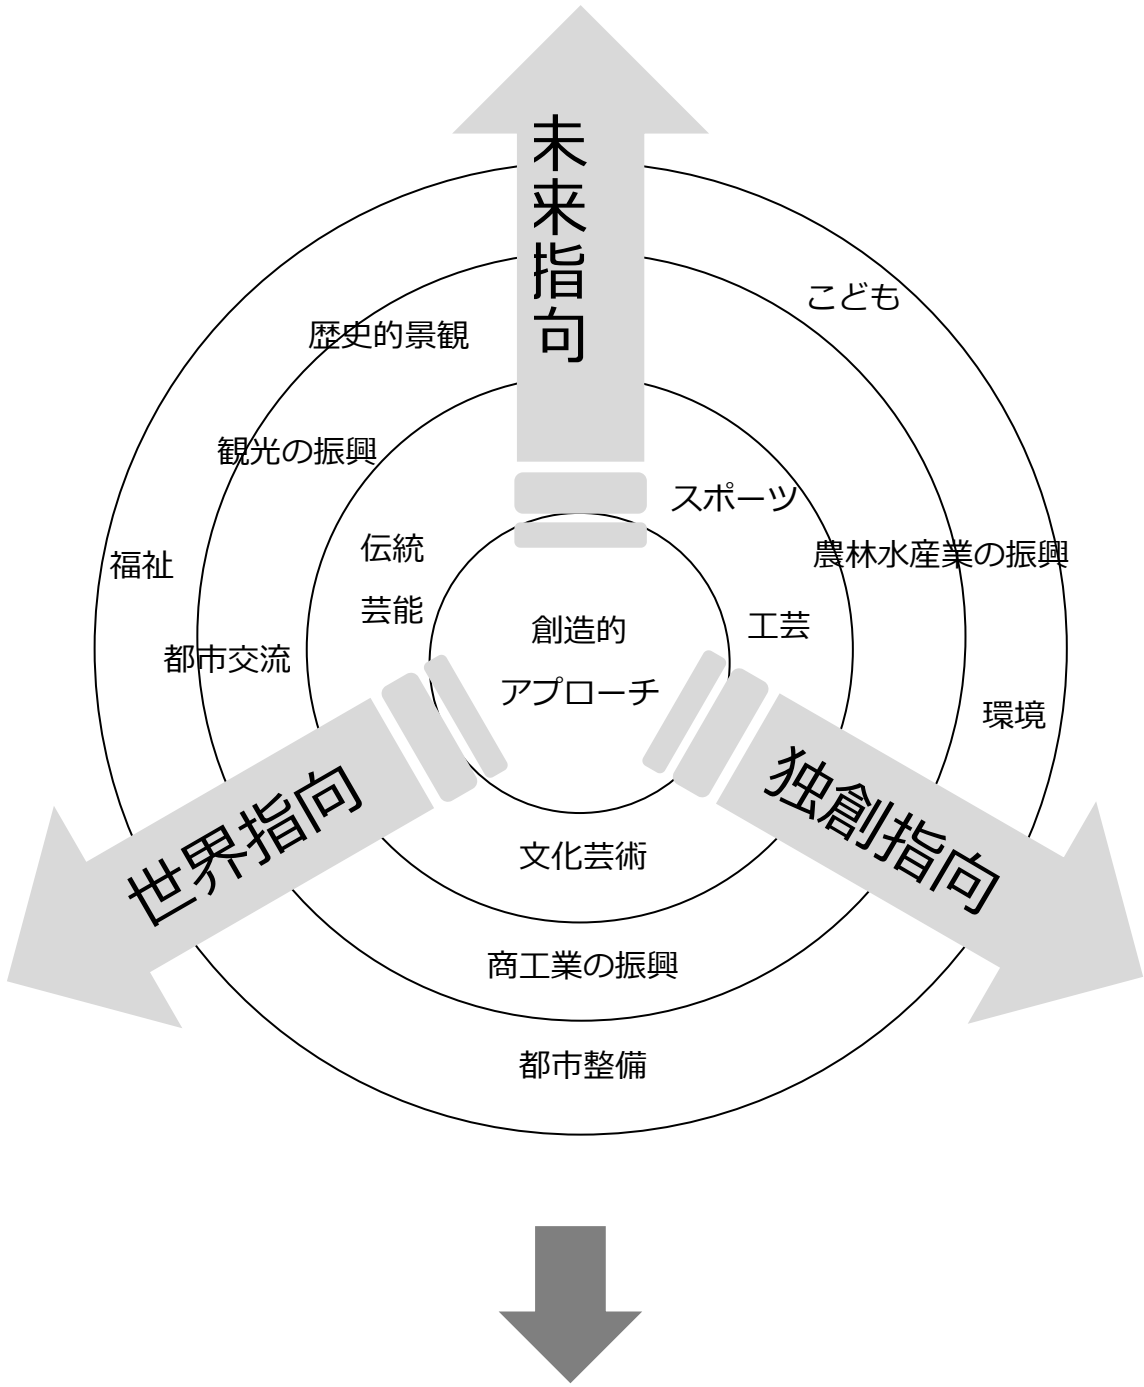 未来指向
こども
歴史的景観
観光の振興
スポーツ
伝統
芸能
農林水産業の振興
福祉
創造的
アプローチ
工芸
都市交流
環境
世界指向
独創指向
文化芸術
商工業の振興
都市整備